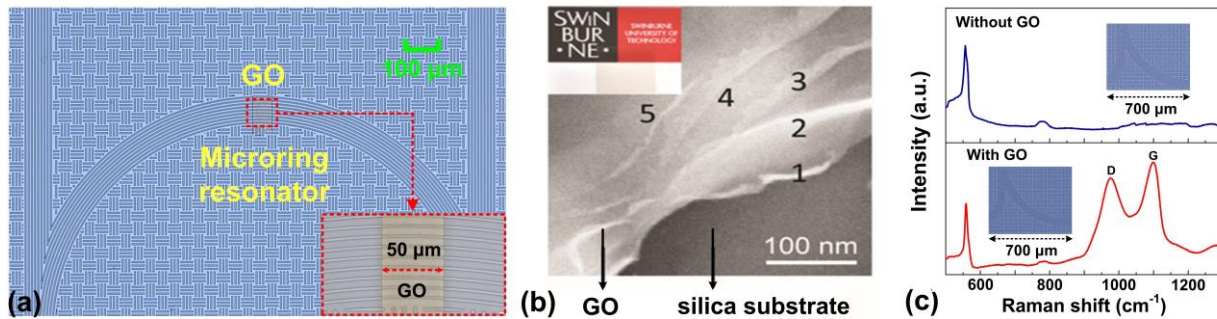 GO
100 μm
Microring
resonator
50 μm
GO
(a)
SWiN
BUR
• NE •
SWINBURNE
UNIVERSITY OF
TECHNOLOGY
5
4
3
2
1
100 nm
GO
silica substrate
(b)
Without GO
700 μm
With GO
D
G
700 μm
Intensity (a.u.)
600
800
1000
1200
Raman shift (cm⁻¹)
(c)